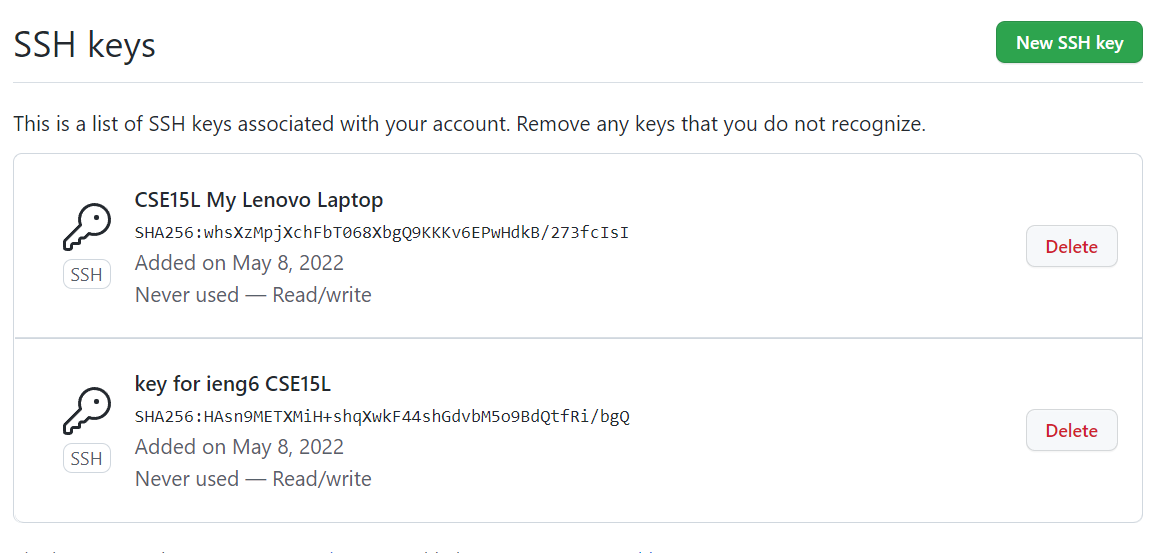 SSH keys
New SSH key
This is a list of SSH keys associated with your account. Remove any keys that you do not recognize.
CSE15L My Lenovo Laptop
SHA256:whsXzMpjXchFbT068XbgQ9KKKv6EPwHdkB/273fcIsI
Added on May 8, 2022
Never used — Read/write
SSH
Delete
key for ieng6 CSE15L
SHA256:HAsn9METXMiH+shqXwkF44shGdvbM5o9BdQtfRi/bgQ
Added on May 8, 2022
Never used — Read/write
SSH
Delete